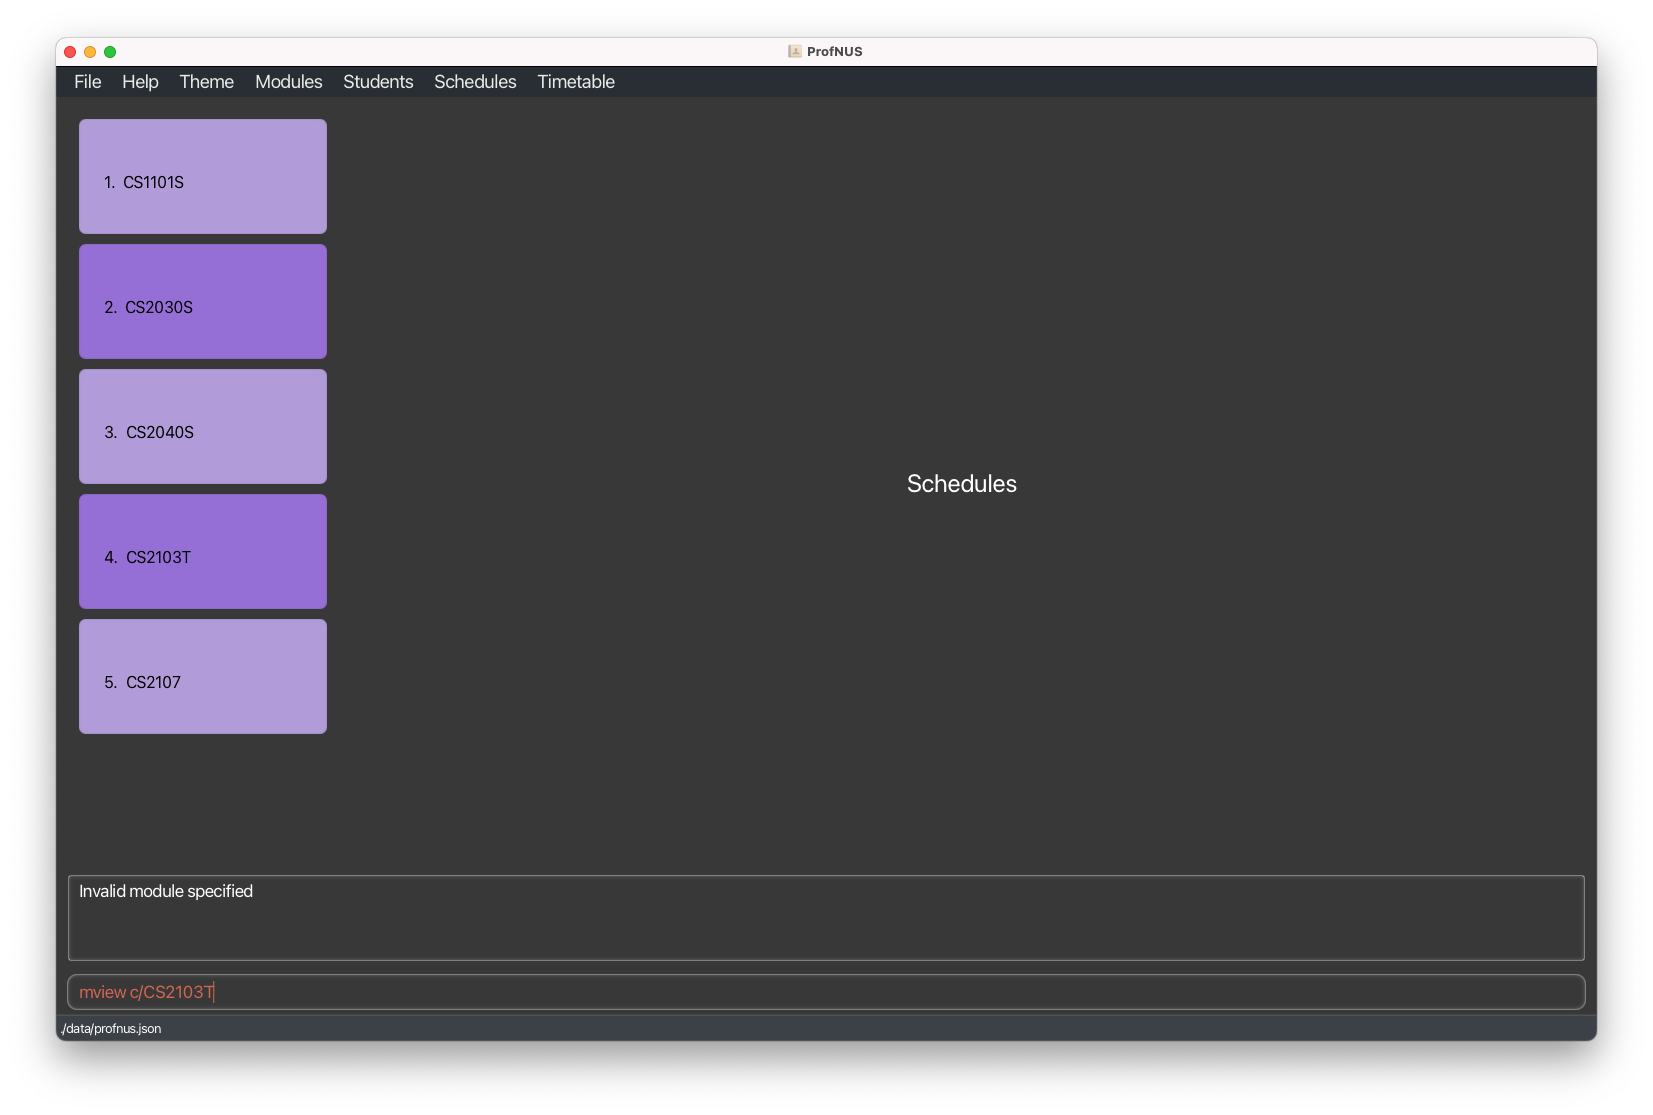 ProfNUS
File Help Theme Modules Students Schedules Timetable
1. CS1101S
2. CS2030S
3. CS2040S
4. CS2103T
5. CS2107
Schedules
Invalid module specified
mview c/CS2103T
./data/profnus.json